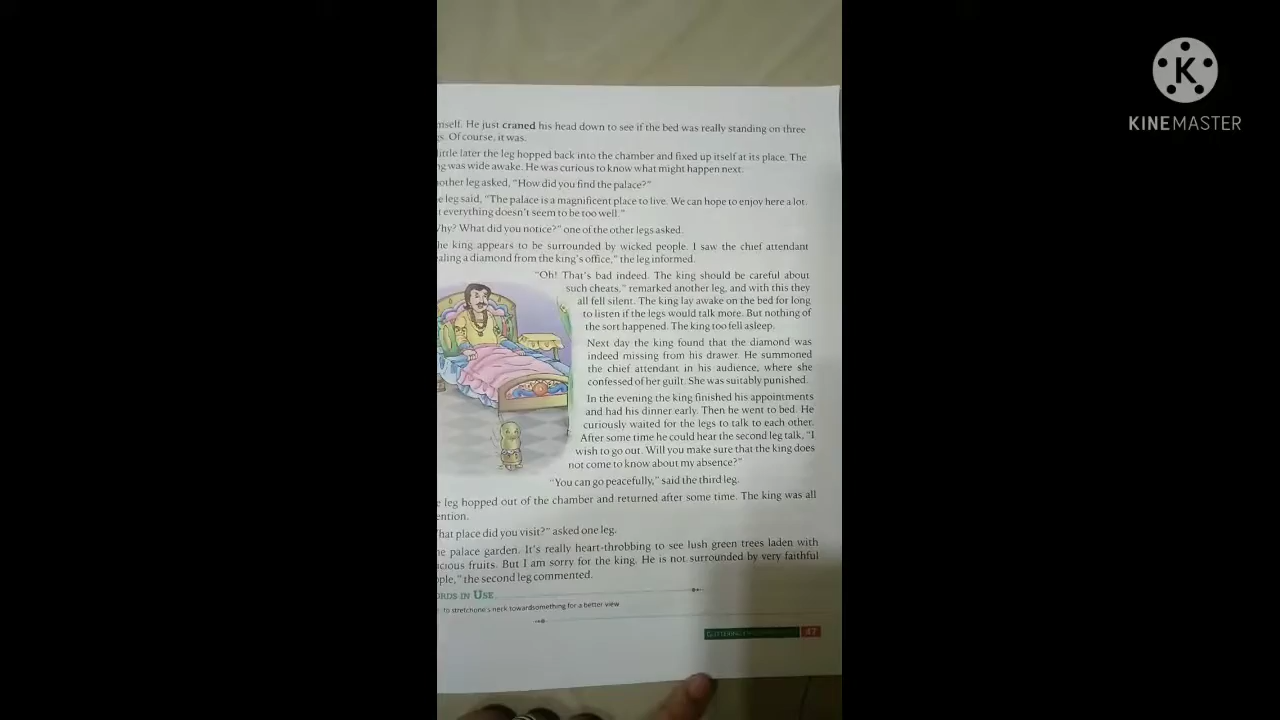 mself. He just craned his head down to see if the bed was really standing on three
s. Of course, it was.
little later the leg hopped back into the chamber and fixed up itself at its place. The
ng was wide awake. He was curious to know what might happen next.
other leg asked, "How did you find the palace?"
e leg said, "The palace is a magnificent place to live. We can hope to enjoy here a lot.
t everything doesn't seem to be too well."
hy? What did you notice?" one of the other legs asked.
he king appears to be surrounded by wicked people. I saw the chief attendant
aling a diamond from the king's office," the leg informed.
"Oh! That's bad indeed. The king should be careful about
such cheats," remarked another leg, and with this they
all fell silent. The king lay awake on the bed for long
to listen if the legs would talk more. But nothing of
the sort happened. The king too fell asleep.
Next day the king found that the diamond was
indeed missing from his drawer. He summoned
the chief attendant in his audience, where she
confessed of her guilt. She was suitably punished.
In the evening the king finished his appointments
and had his dinner early. Then he went to bed. He
curiously waited for the legs to talk to each other.
After some time he could hear the second leg talk, "I
wish to go out. Will you make sure that the king does
not come to know about my absence?"
"You can go peacefully," said the third leg.
e leg hopped out of the chamber and returned after some time. The king was all
ention.
hat place did you visit?" asked one leg.
he palace garden. It's really heart-throbbing to see lush green trees laden with
icious fruits. But I am sorry for the king. He is not surrounded by very faithful
ople," the second leg commented.
ORDS IN USE
to stretchone's neck towardsomething for a better view
47
KINEMASTER